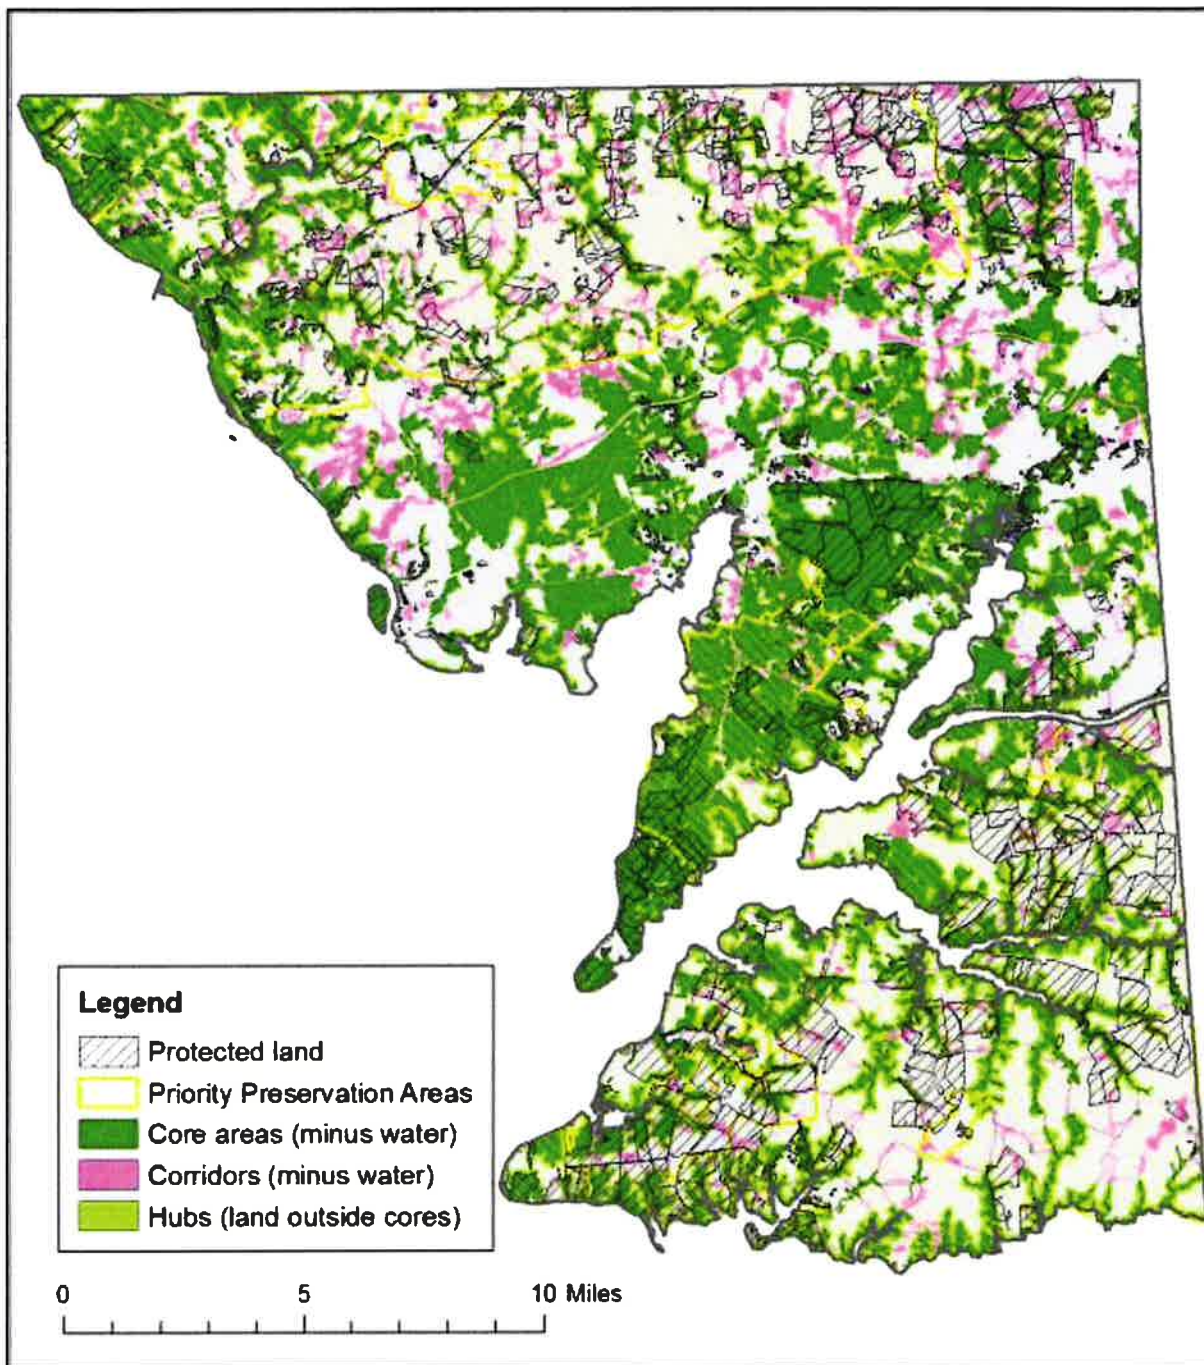 Legend
Protected land
Priority Preservation Areas
Core areas (minus water)
Corridors (minus water)
Hubs (land outside cores)
0 5 10 Miles